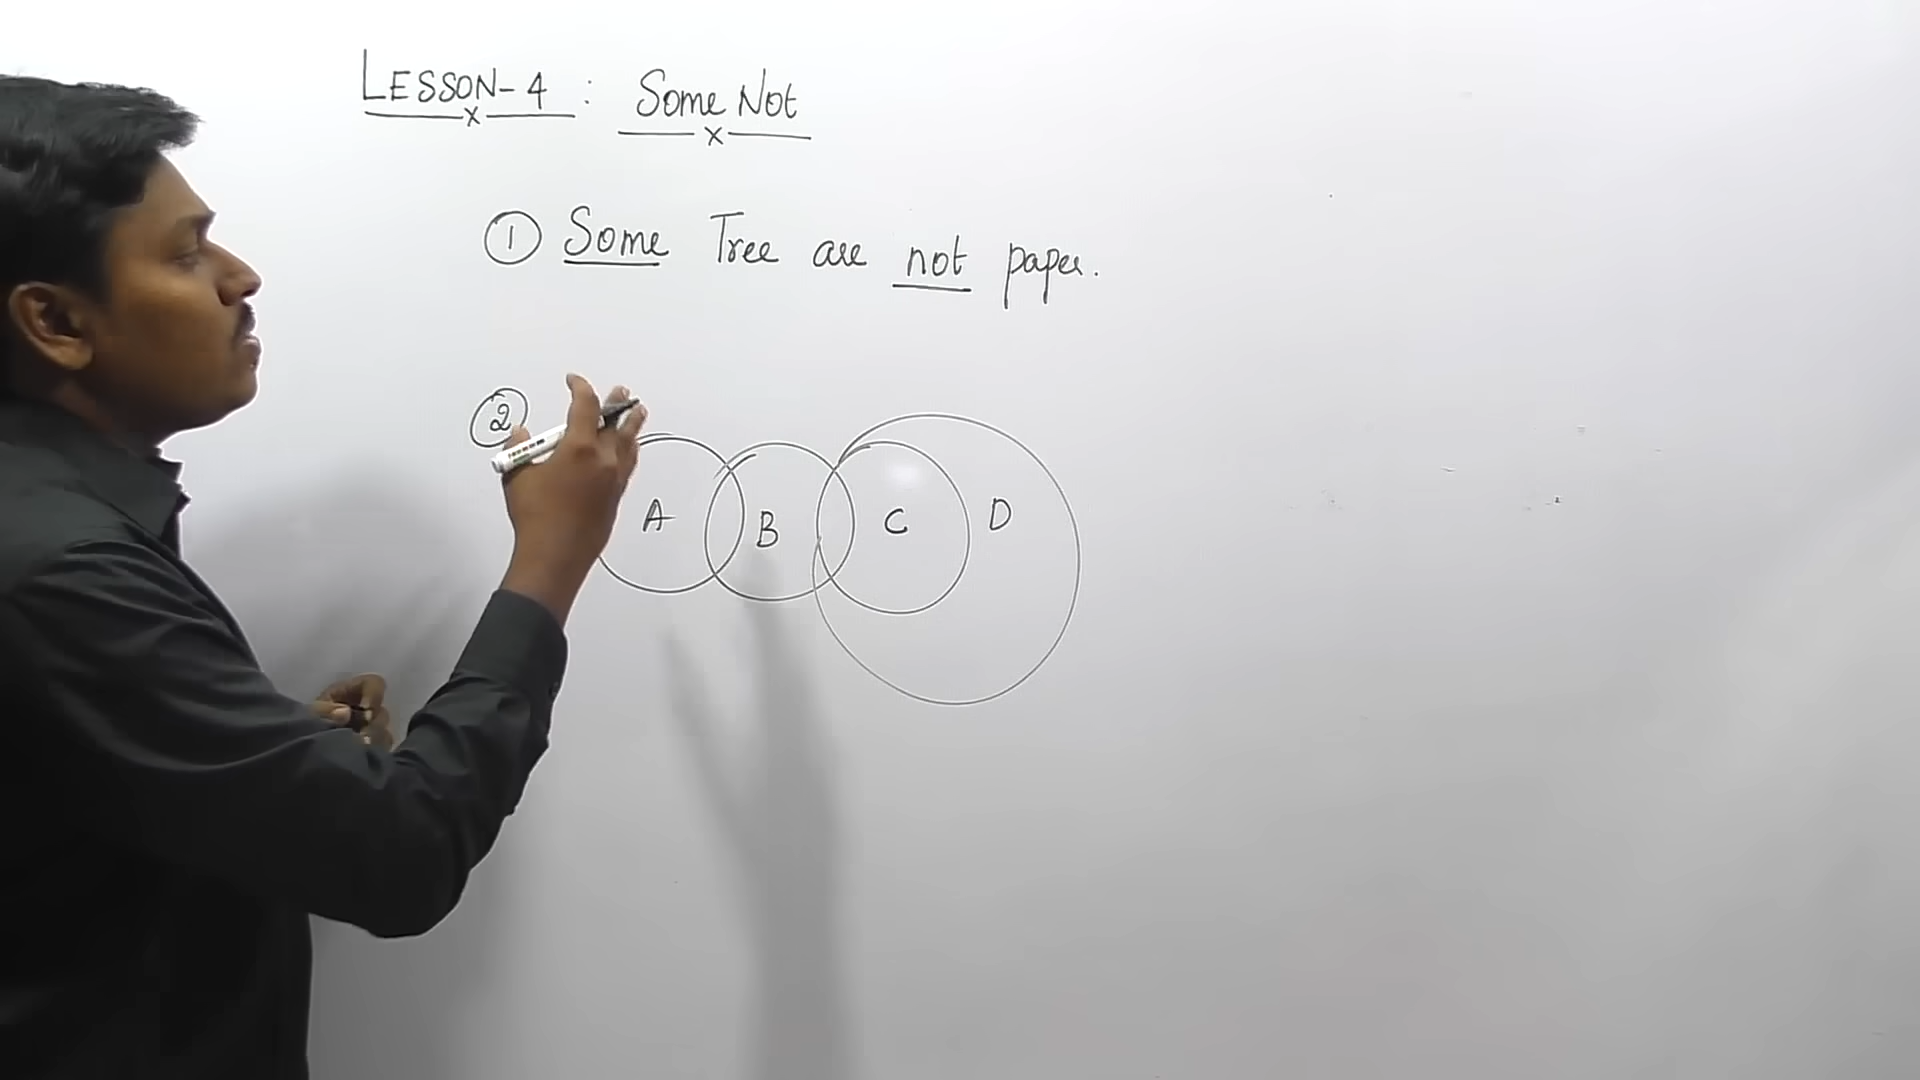 LESSON-4 : Some Not
① Some Tree are not paper.
②
A B C D